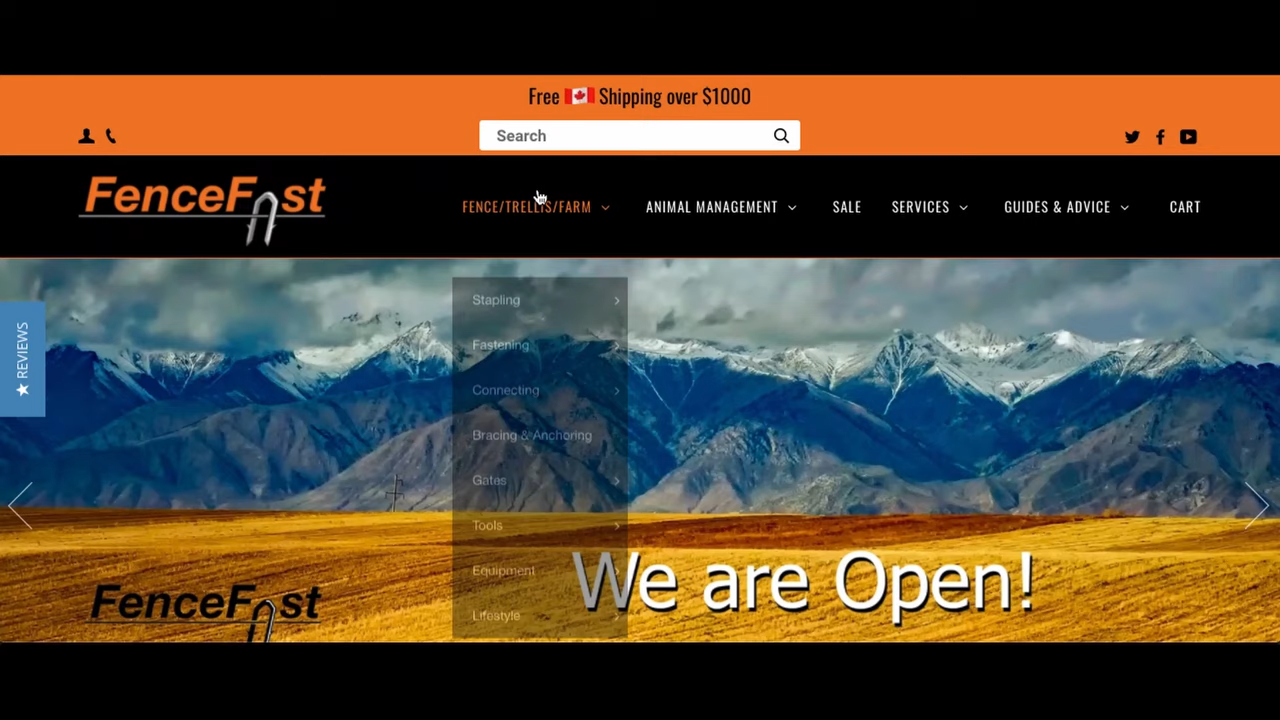 Free 🇨🇦 Shipping over $1000
Search
FenceFast
FENCE/TRELLIS/FARM
ANIMAL MANAGEMENT
SALE
SERVICES
GUIDES & ADVICE
CART
★ REVIEWS
Stapling
Fastening
Connecting
Bracing & Anchoring
Gates
Tools
Equipment
Lifestyle
We are Open!
FenceFast